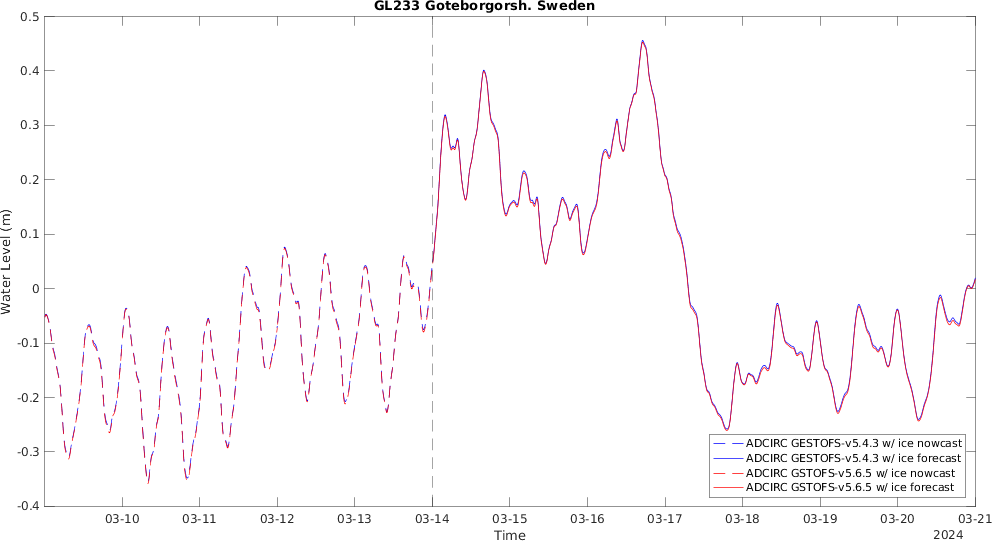 GL233 Goteborgorsh. Sweden
0.5
0.4
0.3
0.2
0.1
0
-0.1
-0.2
-0.3
-0.4
Water Level (m)
ADCIRC GESTOFS-v5.4.3 w/ ice nowcast
ADCIRC GESTOFS-v5.4.3 w/ ice forecast
ADCIRC GSTOFS-v5.6.5 w/ ice nowcast
ADCIRC GSTOFS-v5.6.5 w/ ice forecast
03-10 03-11 03-12 03-13 03-14 03-15 03-16 03-17 03-18 03-19 03-20 03-21
Time
2024